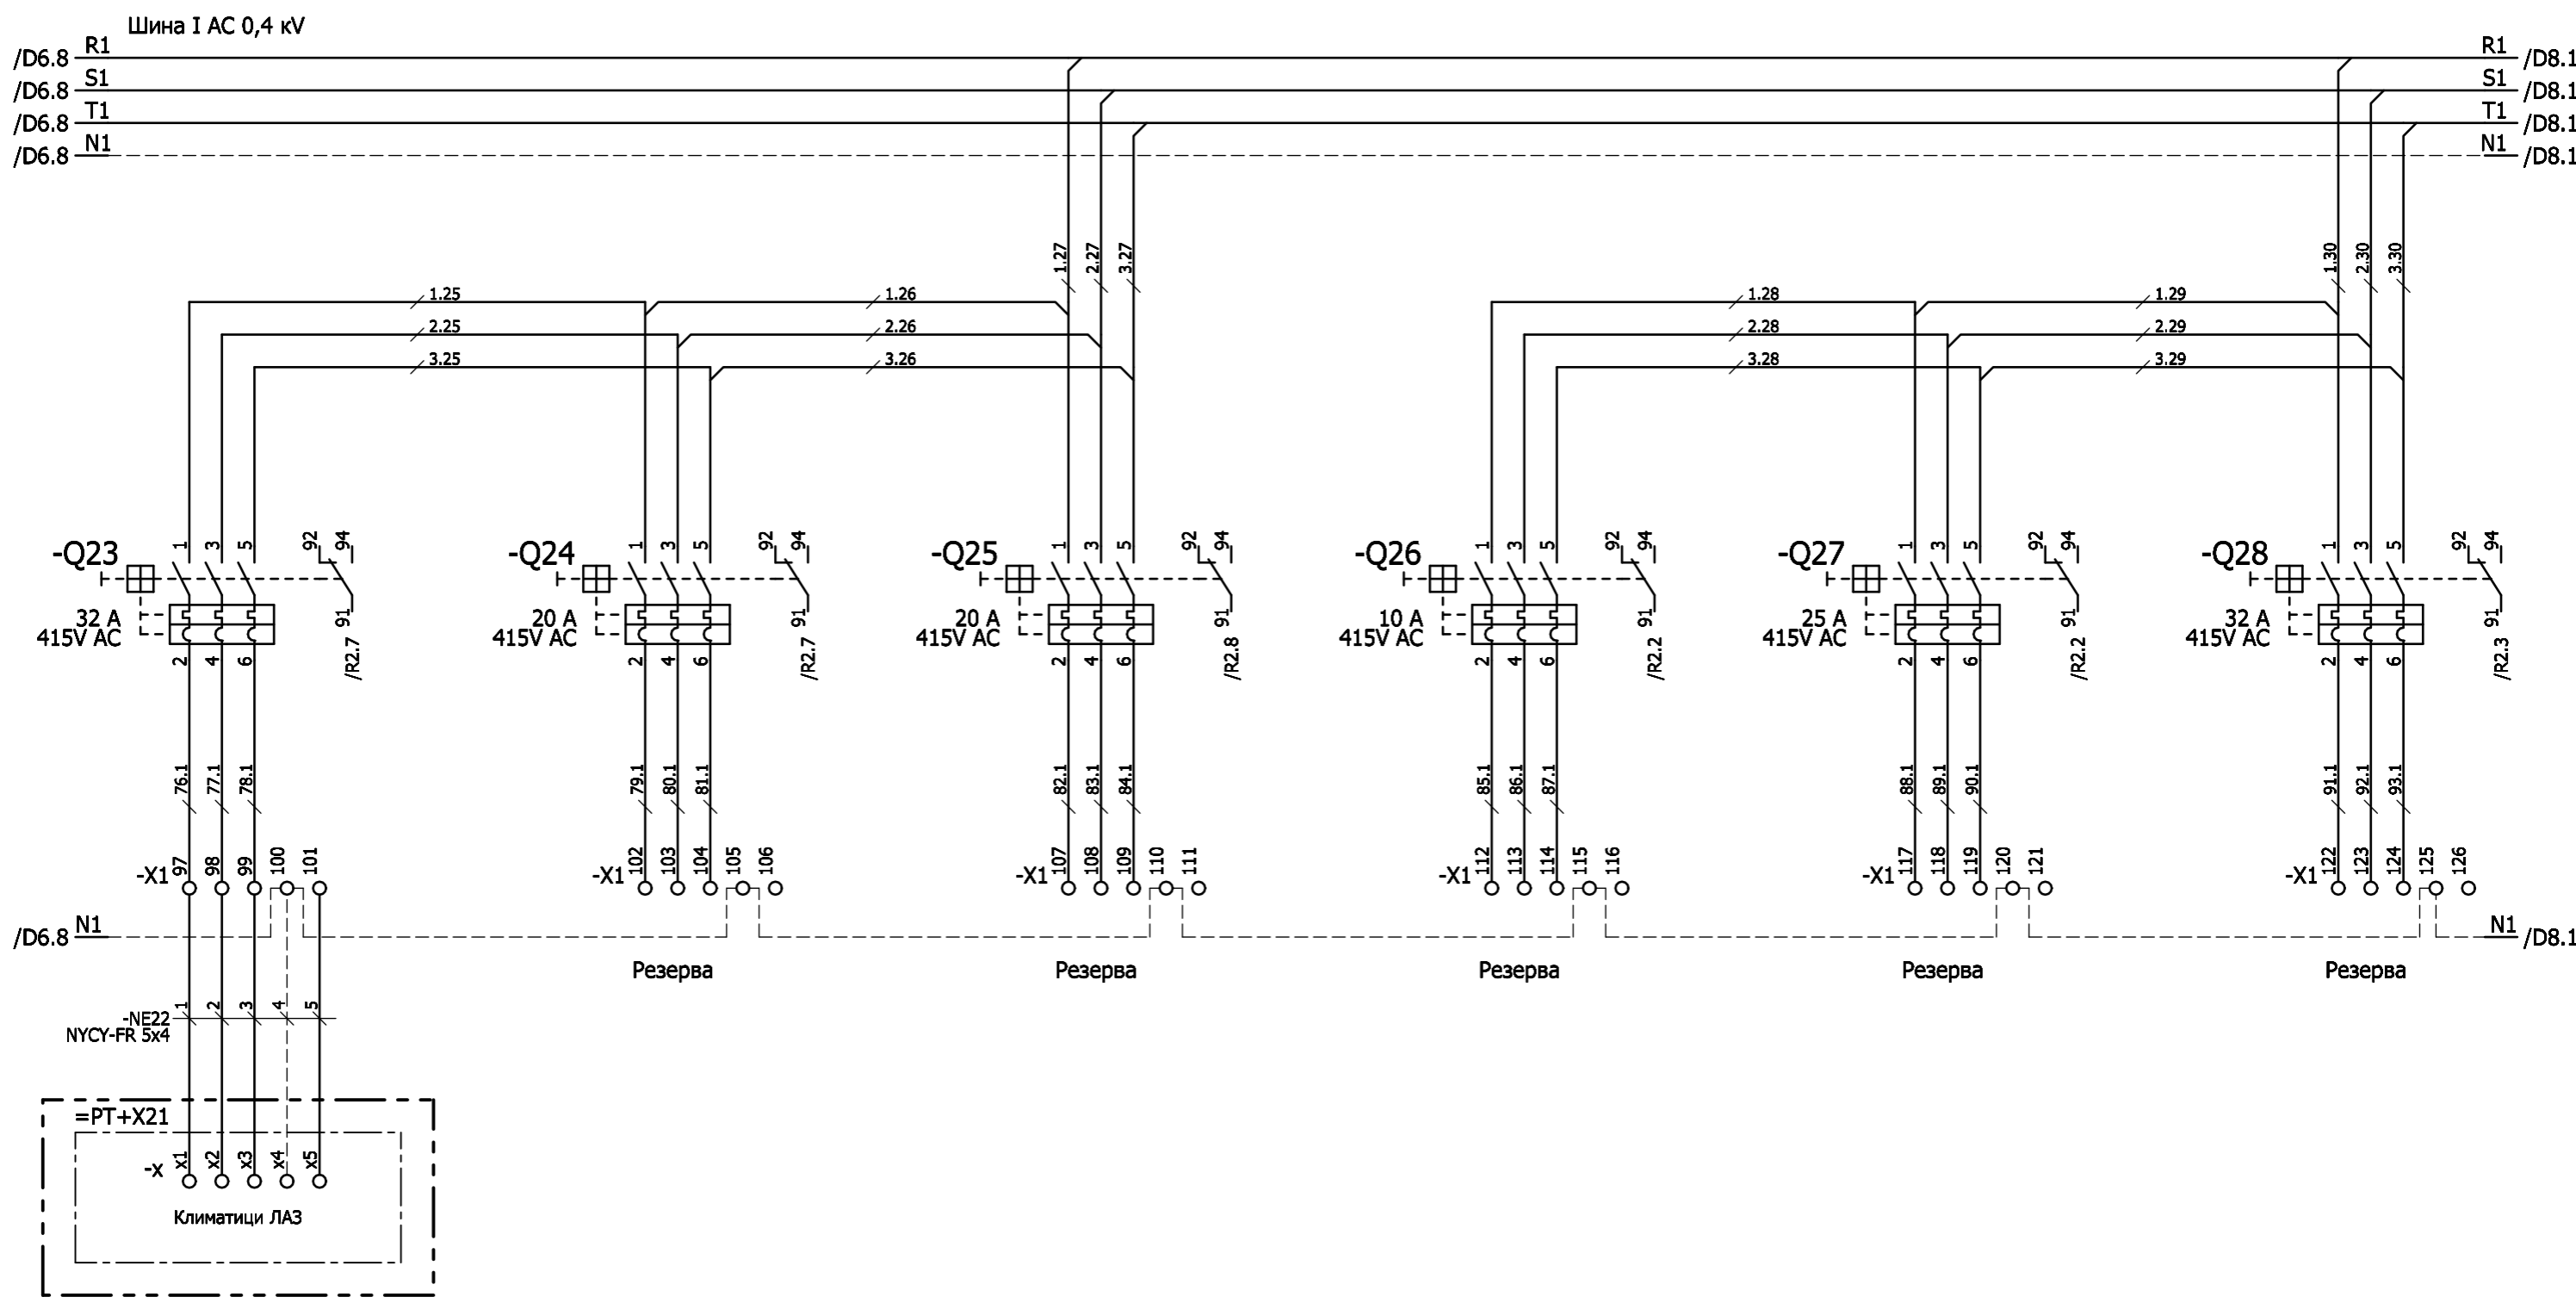 Шина I AC 0,4 kV
/D6.8 R1 R1 /D8.1
/D6.8 S1 S1 /D8.1
/D6.8 T1 T1 /D8.1
/D6.8 N1 N1 /D8.1
1.27 2.27 3.27 1.30 2.30 3.30
1.25 1.26 1.28 1.29
2.25 2.26 2.28 2.29
3.25 3.26 3.28 3.29
-Q23 1 3 5 92 94 -Q24 1 3 5 92 94 -Q25 1 3 5 92 94 -Q26 1 3 5 92 94 -Q27 1 3 5 92 94 -Q28 1 3 5 92 94
32 A 91 20 A 91 20 A 91 10 A 91 25 A 91 32 A 91
415V AC 415V AC 415V AC 415V AC 415V AC 415V AC
2 4 6 /R2.7 2 4 6 /R2.7 2 4 6 /R2.8 2 4 6 /R2.2 2 4 6 /R2.2 2 4 6 /R2.3
76.1 77.1 78.1 79.1 80.1 81.1 82.1 83.1 84.1 85.1 86.1 87.1 88.1 89.1 90.1 91.1 92.1 93.1
-X1 97 98 99 100 101 -X1 102 103 104 105 106 -X1 107 108 109 110 111 -X1 112 113 114 115 116 -X1 117 118 119 120 121 -X1 122 123 124 125 126
/D6.8 N1 N1 /D8.1
Резерва Резерва Резерва Резерва Резерва
-NE22 1 2 3 4 5
NYCY-FR 5x4
=PT+X21
-X x1 x2 x3 x4 x5
Климатици ЛАЗ